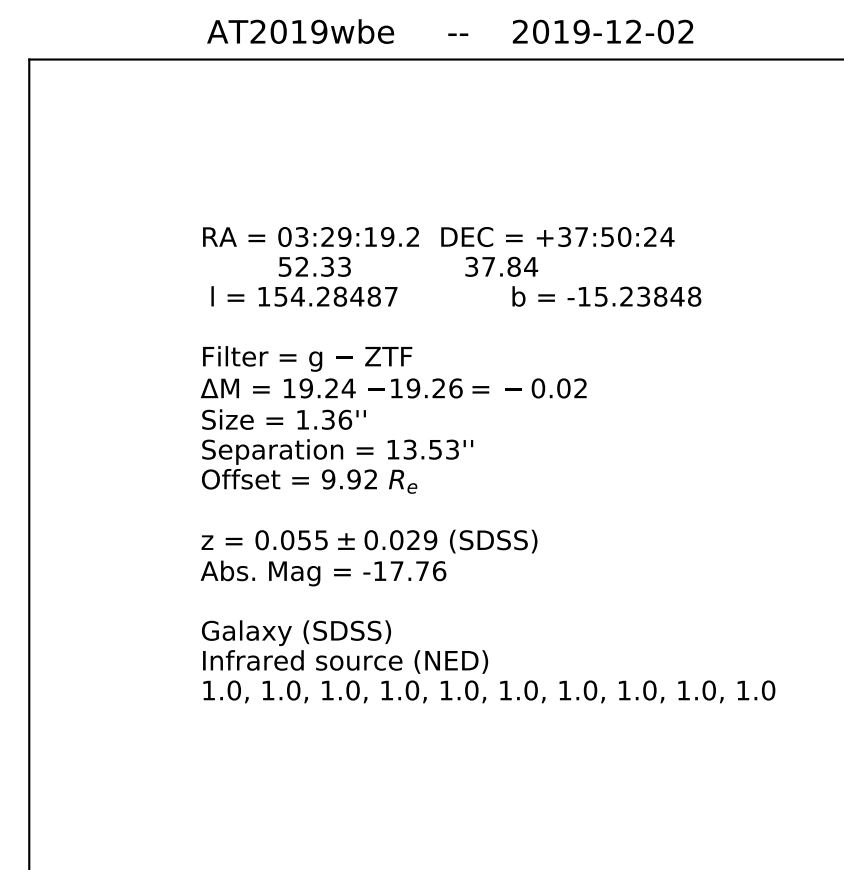 AT2019wbe -- 2019-12-02
RA = 03:29:19.2 DEC = +37:50:24
52.33 37.84
l = 154.28487 b = -15.23848
Filter = g − ZTF
ΔM = 19.24 −19.26 = − 0.02
Size = 1.36''
Separation = 13.53''
Offset = 9.92 Rₑ
z = 0.055 ± 0.029 (SDSS)
Abs. Mag = -17.76
Galaxy (SDSS)
Infrared source (NED)
1.0, 1.0, 1.0, 1.0, 1.0, 1.0, 1.0, 1.0, 1.0, 1.0